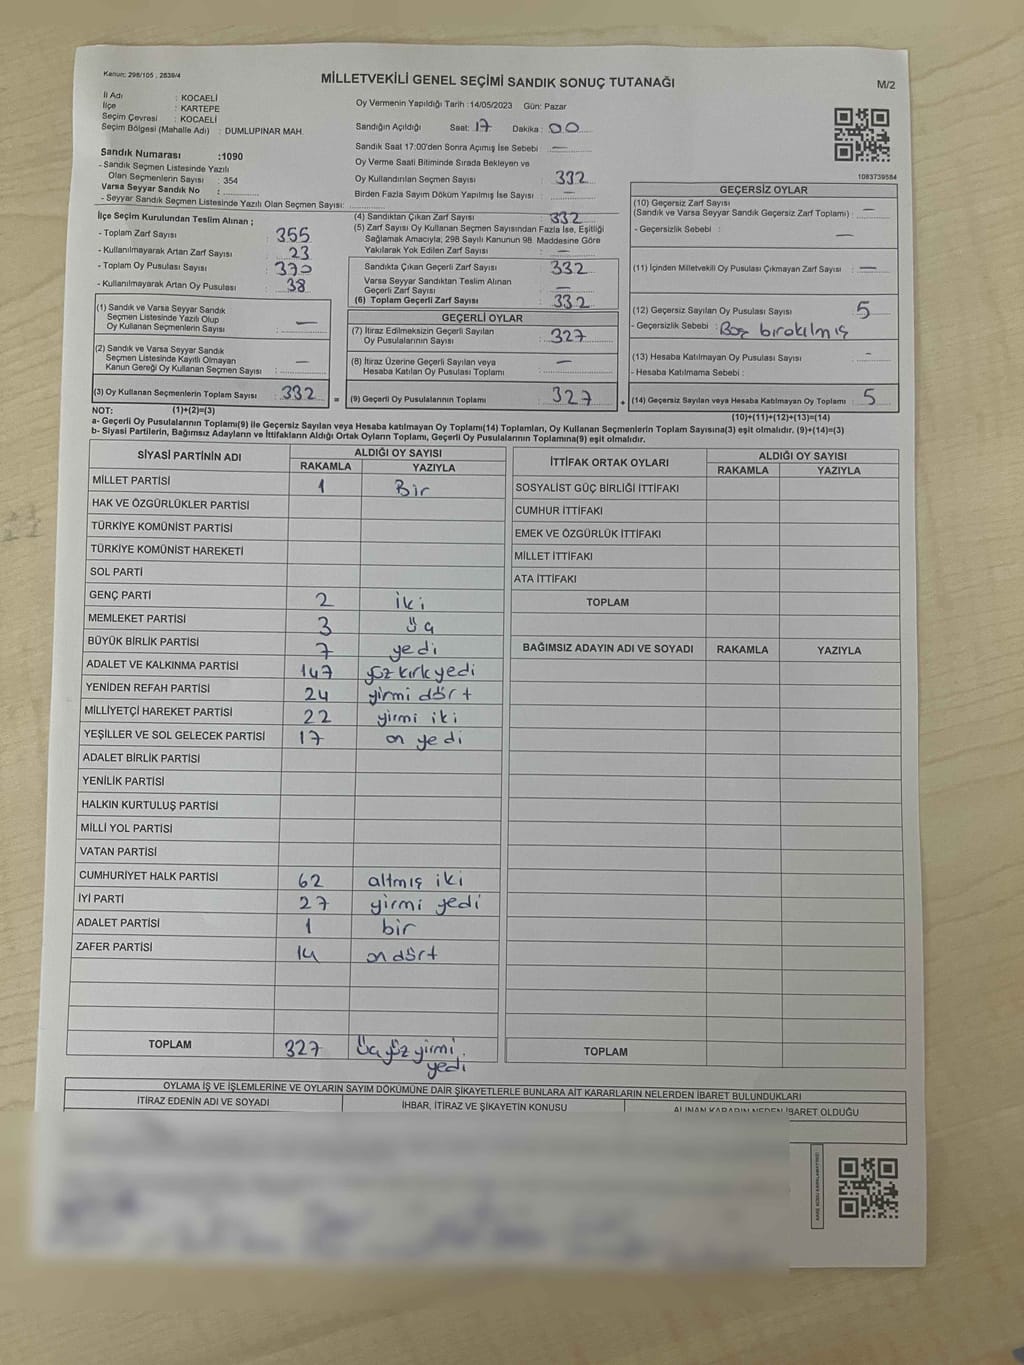 Kanun: 298/105 , 2839/4
MİLLETVEKİLİ GENEL SEÇİMİ SANDIK SONUÇ TUTANAĞI
M/2
İl Adı : KOCAELİ
İlçe : KARTEPE
Seçim Çevresi : KOCAELİ
Seçim Bölgesi (Mahalle Adı) : DUMLUPINAR MAH.
Sandık Numarası :1090
- Sandık Seçmen Listesinde Yazılı
Olan Seçmenlerin Sayısı : 354
Varsa Seyyar Sandık No :
- Seyyar Sandık Seçmen Listesinde Yazılı Olan Seçmen Sayısı:
Oy Vermenin Yapıldığı Tarih :14/05/2023 Gün: Pazar
Sandığın Açıldığı Saat: 17 Dakika: 00
Sandık Saat 17:00'den Sonra Açımış İse Sebebi : —
Oy Verme Saati Bitiminde Sırada Bekleyen ve
Oy Kullandırılan Seçmen Sayısı : 332
Birden Fazla Sayım Döküm Yapılmış İse Sayısı : —
1083739584
İlçe Seçim Kurulundan Teslim Alınan ;
- Toplam Zarf Sayısı : 355
- Kullanılmayarak Artan Zarf Sayısı : 23
- Toplam Oy Pusulası Sayısı : 370
- Kullanılmayarak Artan Oy Pusulası : 38
(1) Sandık ve Varsa Seyyar Sandık
Seçmen Listesinde Yazılı Olup
Oy Kullanan Seçmenlerin Sayısı : —
(2) Sandık ve Varsa Seyyar Sandık
Seçmen Listesinde Kayıtlı Olmayan
Kanun Gereği Oy Kullanan Seçmen Sayısı : —
(3) Oy Kullanan Seçmenlerin Toplam Sayısı : 332
(4) Sandıktan Çıkan Zarf Sayısı : 332
(5) Zarf Sayısı Oy Kullanan Seçmen Sayısından Fazla İse, Eşitliği
Sağlamak Amacıyla; 298 Sayılı Kanunun 98. Maddesine Göre
Yakılarak Yok Edilen Zarf Sayısı : —
Sandıkta Çıkan Geçerli Zarf Sayısı : 332
Varsa Seyyar Sandıktan Teslim Alınan
Geçerli Zarf Sayısı : —
(6) Toplam Geçerli Zarf Sayısı : 332
GEÇERLİ OYLAR
(7) İtiraz Edilmeksizin Geçerli Sayılan
Oy Pusulalarının Sayısı : 327
(8) İtiraz Üzerine Geçerli Sayılan veya
Hesaba Katılan Oy Pusulası Toplamı : —
= (9) Geçerli Oy Pusulalarının Toplamı : 327 +
GEÇERSİZ OYLAR
(10) Geçersiz Zarf Sayısı
(Sandık ve Varsa Seyyar Sandık Geçersiz Zarf Toplamı) : —
- Geçersizlik Sebebi : —
(11) İçinden Milletvekili Oy Pusulası Çıkmayan Zarf Sayısı : —
(12) Geçersiz Sayılan Oy Pusulası Sayısı : 5
- Geçersizlik Sebebi : Boş bırakılmış
(13) Hesaba Katılmayan Oy Pusulası Sayısı : -
- Hesaba Katılmama Sebebi :
(14) Geçersiz Sayılan veya Hesaba Katılmayan Oy Toplamı : 5
NOT: (1)+(2)=(3)
(10)+(11)+(12)+(13)=(14)
a- Geçerli Oy Pusulalarının Toplamı(9) ile Geçersiz Sayılan veya Hesaba Katılmayan Oy Toplamı(14) Toplamları, Oy Kullanan Seçmenlerin Toplam Sayısına(3) eşit olmalıdır. (9)+(14)=(3)
b- Siyasi Partilerin, Bağımsız Adayların ve İttifakların Aldığı Ortak Oyların Toplamı, Geçerli Oy Pusulalarının Toplamına(9) eşit olmalıdır.
SİYASİ PARTİNİN ADI ALDIĞI OY SAYISI
RAKAMLA YAZIYLA
MİLLET PARTİSİ 1 Bir
HAK VE ÖZGÜRLÜKLER PARTİSİ
TÜRKİYE KOMÜNİST PARTİSİ
TÜRKİYE KOMÜNİST HAREKETİ
SOL PARTİ
GENÇ PARTİ 2 iki
MEMLEKET PARTİSİ 3 üç
BÜYÜK BİRLİK PARTİSİ 7 yedi
ADALET VE KALKINMA PARTİSİ 147 yüz kırk yedi
YENİDEN REFAH PARTİSİ 24 yirmi dört
MİLLİYETÇİ HAREKET PARTİSİ 22 yirmi iki
YEŞİLLER VE SOL GELECEK PARTİSİ 17 on yedi
ADALET BİRLİK PARTİSİ
YENİLİK PARTİSİ
HALKIN KURTULUŞ PARTİSİ
MİLLİ YOL PARTİSİ
VATAN PARTİSİ
CUMHURİYET HALK PARTİSİ 62 altmış iki
İYİ PARTİ 27 yirmi yedi
ADALET PARTİSİ 1 bir
ZAFER PARTİSİ 14 on dört
TOPLAM 327 Üç yüz yirmi
yedi
İTTİFAK ORTAK OYLARI ALDIĞI OY SAYISI
RAKAMLA YAZIYLA
SOSYALİST GÜÇ BİRLİĞİ İTTİFAKI
CUMHUR İTTİFAKI
EMEK VE ÖZGÜRLÜK İTTİFAKI
MİLLET İTTİFAKI
ATA İTTİFAKI
TOPLAM
BAĞIMSIZ ADAYIN ADI VE SOYADI RAKAMLA YAZIYLA
TOPLAM
OYLAMA İŞ VE İŞLEMLERİNE VE OYLARIN SAYIM DÖKÜMÜNE DAİR ŞİKAYETLERLE BUNLARA AİT KARARLARIN NELERDEN İBARET BULUNDUKLARI
İTİRAZ EDENİN ADI VE SOYADI İHBAR, İTİRAZ VE ŞİKAYETİN KONUSU ALINAN KARARIN NEDEN İBARET OLDUĞU